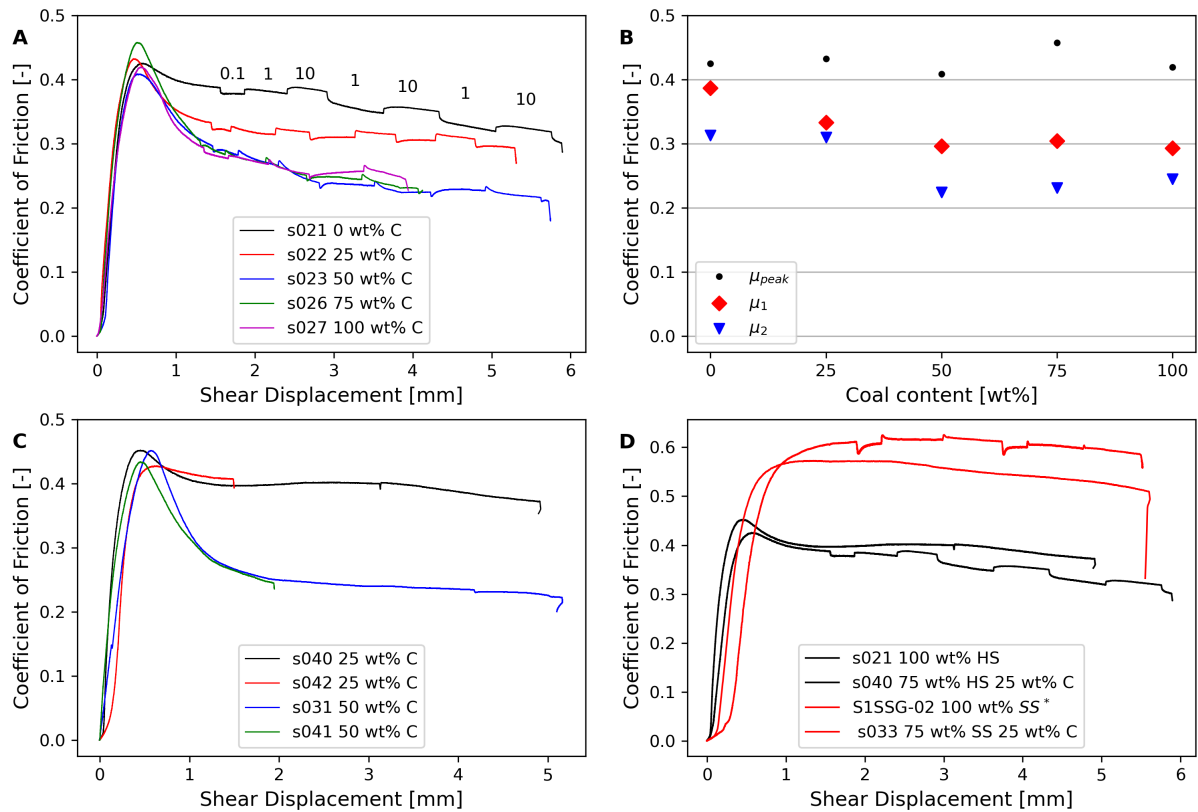 A
0.5
0.4
0.3
0.2
0.1
0.0
Coefficient of Friction [-]
0.1 1 10 1 10 1 10
s021 0 wt% C
s022 25 wt% C
s023 50 wt% C
s026 75 wt% C
s027 100 wt% C
0 1 2 3 4 5 6
Shear Displacement [mm]
B
0.5
0.4
0.3
0.2
0.1
0.0
Coefficient of Friction [-]
μpeak
μ1
μ2
0 25 50 75 100
Coal content [wt%]
C
0.5
0.4
0.3
0.2
0.1
0.0
Coefficient of Friction [-]
s040 25 wt% C
s042 25 wt% C
s031 50 wt% C
s041 50 wt% C
0 1 2 3 4 5
Shear Displacement [mm]
D
0.6
0.5
0.4
0.3
0.2
0.1
0.0
Coefficient of Friction [-]
s021 100 wt% HS
s040 75 wt% HS 25 wt% C
S1SSG-02 100 wt% SS*
s033 75 wt% SS 25 wt% C
0 1 2 3 4 5 6
Shear Displacement [mm]